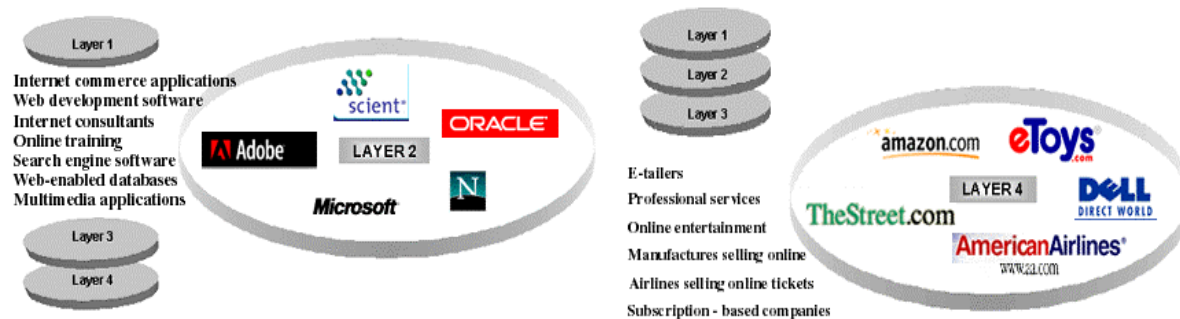 Layer 1
Internet commerce applications
Web development software
Internet consultants
Online training
Search engine software
Web-enabled databases
Multimedia applications
Layer 3
Layer 4
scient
ORACLE
Adobe
LAYER 2
Microsoft
N
Layer 1
Layer 2
Layer 3
E-tailers
Professional services
Online entertainment
Manufactures selling online
Airlines selling online tickets
Subscription - based companies
amazon.com
eToys
.com
LAYER 4
DELL
DIRECT WORLD
TheStreet.com
AmericanAirlines
www.aa.com